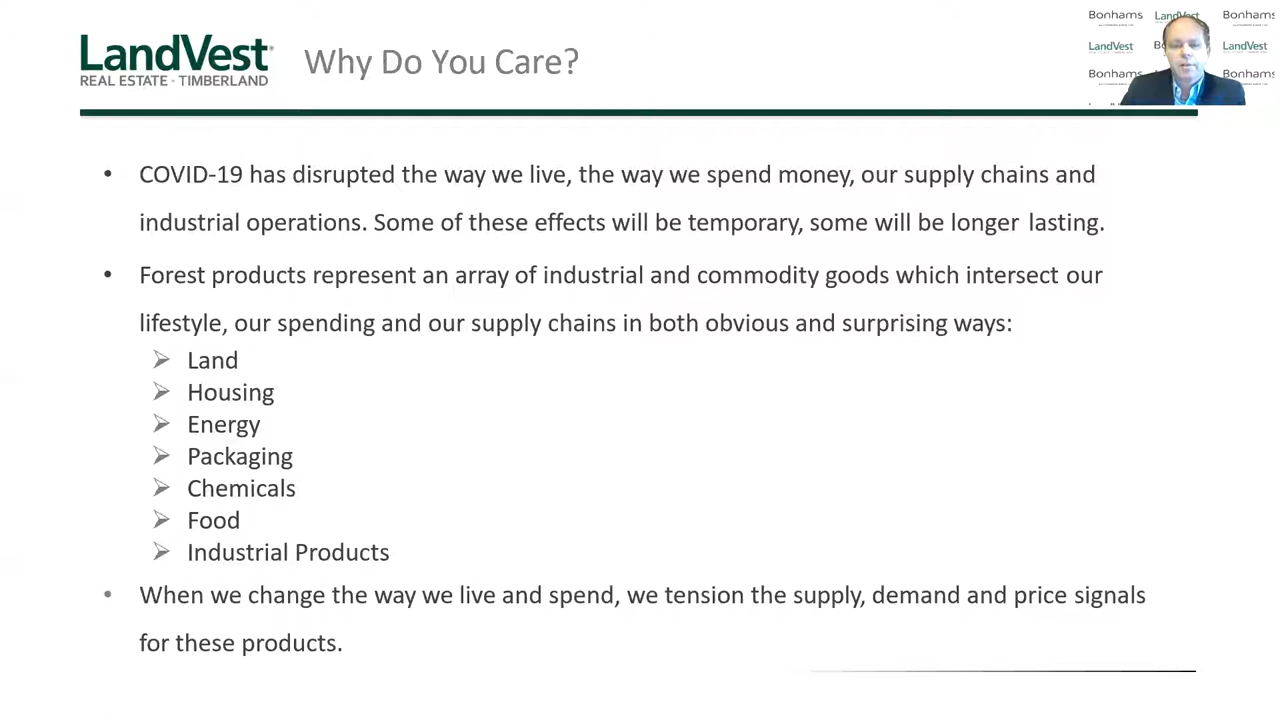 LandVest
REAL ESTATE · TIMBERLAND
Why Do You Care?
Bonhams
LandVest
Bonhams
LandVest
LandVest
Bonhams
Bonhams
• COVID-19 has disrupted the way we live, the way we spend money, our supply chains and
industrial operations. Some of these effects will be temporary, some will be longer lasting.
• Forest products represent an array of industrial and commodity goods which intersect our
lifestyle, our spending and our supply chains in both obvious and surprising ways:
Land
Housing
Energy
Packaging
Chemicals
Food
Industrial Products
• When we change the way we live and spend, we tension the supply, demand and price signals
for these products.